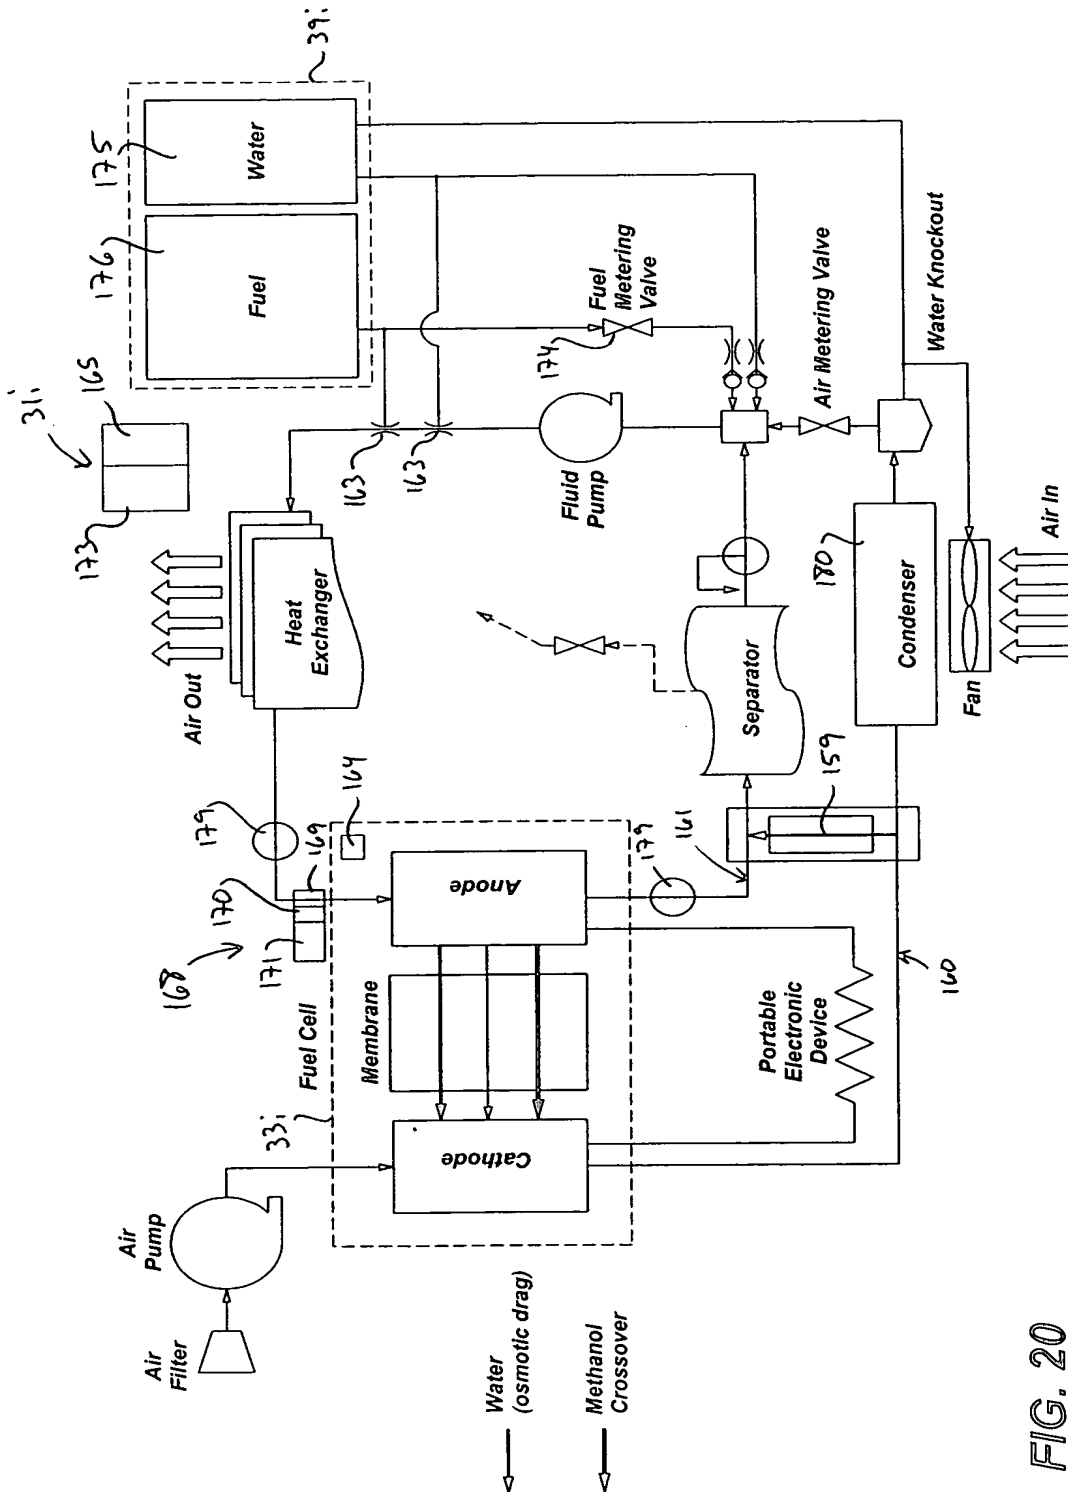 Air
Filter
Air
Pump
Water
(osmotic drag)
Methanol
Crossover
33i
Fuel Cell
Cathode
Membrane
Anode
164
168
171
170
169
179
Air Out
Heat
Exchanger
173
31i
165
176
Fuel
175
Water
39i
163
163
Fluid
Pump
174
Fuel
Metering
Valve
Air Metering Valve
Water Knockout
Separator
179
161
159
180
Condenser
Fan
Air In
Portable
Electronic
Device
160
FIG. 20